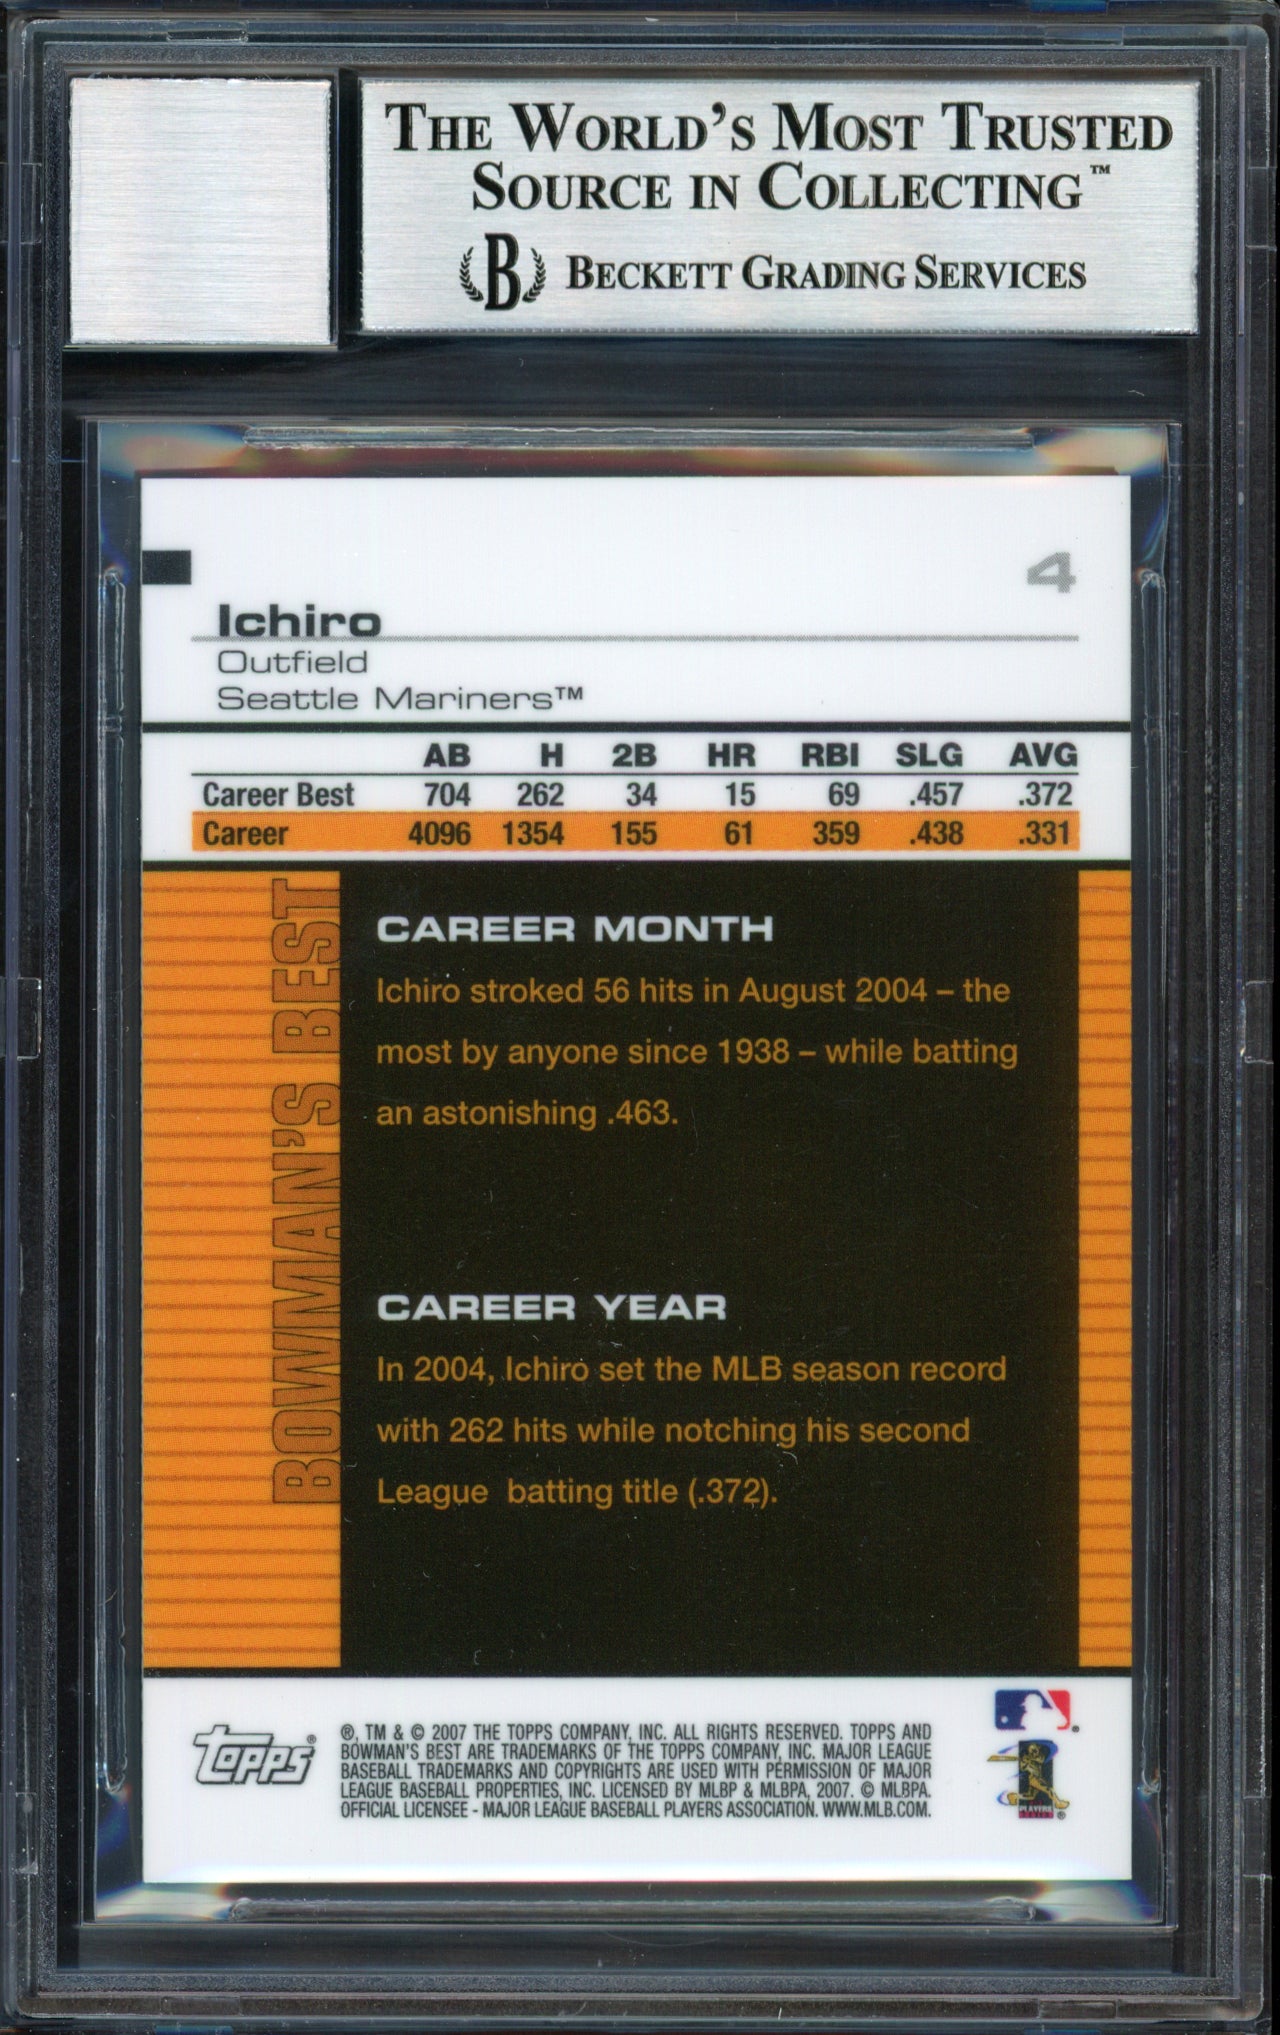 THE WORLD'S MOST TRUSTED
SOURCE IN COLLECTING™
B BECKETT GRADING SERVICES
4
Ichiro
Outfield
Seattle Mariners™
AB H 2B HR RBI SLG AVG
Career Best 704 262 34 15 69 .457 .372
Career 4096 1354 155 61 359 .438 .331
BOWMAN'S BEST
CAREER MONTH
Ichiro stroked 56 hits in August 2004 – the
most by anyone since 1938 – while batting
an astonishing .463.
CAREER YEAR
In 2004, Ichiro set the MLB season record
with 262 hits while notching his second
League batting title (.372).
Topps®
®, TM & © 2007 THE TOPPS COMPANY, INC. ALL RIGHTS RESERVED. TOPPS AND
BOWMAN'S BEST ARE TRADEMARKS OF THE TOPPS COMPANY, INC. MAJOR LEAGUE
BASEBALL TRADEMARKS AND COPYRIGHTS ARE USED WITH PERMISSION OF MAJOR
LEAGUE BASEBALL PROPERTIES, INC. LICENSED BY MLBP & MLBPA, 2007. © MLBPA.
OFFICIAL LICENSEE - MAJOR LEAGUE BASEBALL PLAYERS ASSOCIATION. WWW.MLB.COM.
®
PLAYERS
®